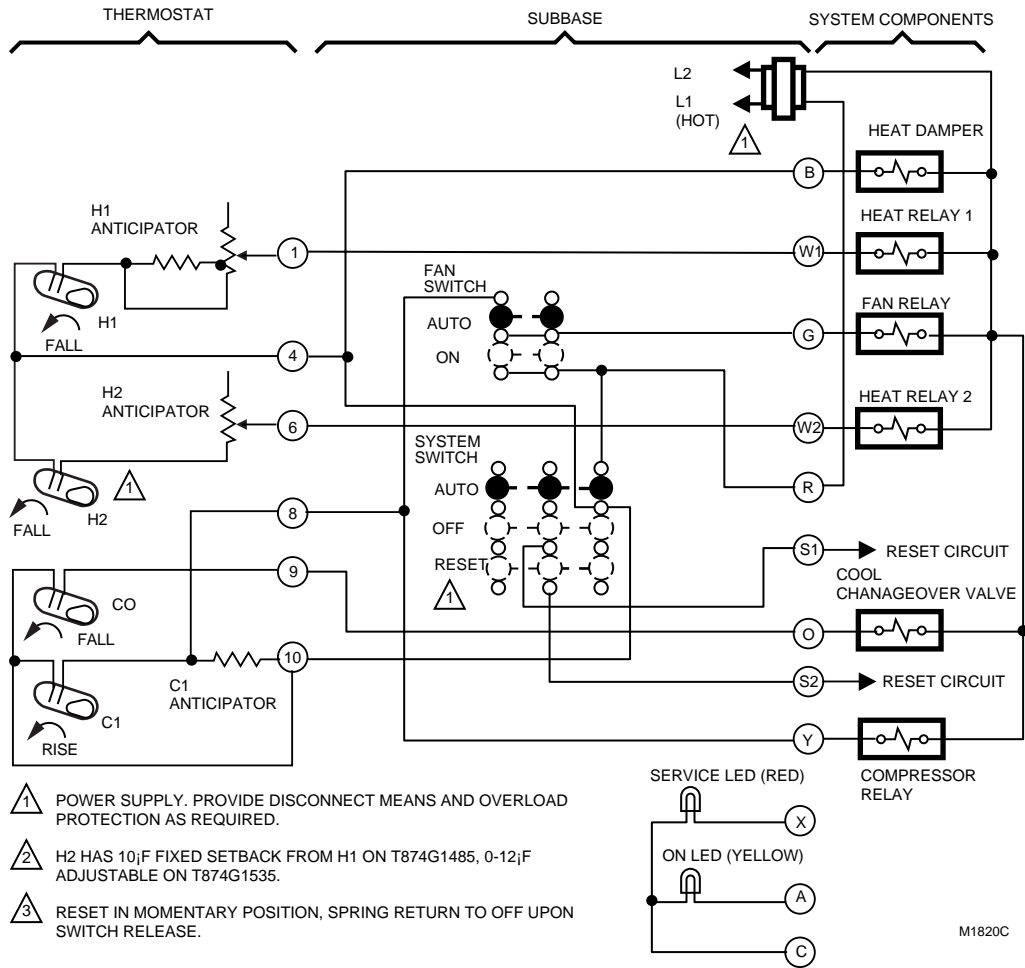 THERMOSTAT
SUBBASE
SYSTEM COMPONENTS
L2
L1
(HOT)
1
HEAT DAMPER
B
H1
ANTICIPATOR
1
W1
HEAT RELAY 1
H1
FALL
FAN
SWITCH
AUTO
ON
G
FAN RELAY
4
H2
ANTICIPATOR
6
W2
HEAT RELAY 2
SYSTEM
SWITCH
AUTO
OFF
RESET
1
R
1
H2
FALL
8
S1
RESET CIRCUIT
9
CO
FALL
COOL
CHANAGEOVER VALVE
O
10
C1
ANTICIPATOR
S2
RESET CIRCUIT
C1
RISE
Y
COMPRESSOR
RELAY
1
POWER SUPPLY. PROVIDE DISCONNECT MEANS AND OVERLOAD
PROTECTION AS REQUIRED.
2
H2 HAS 10¡F FIXED SETBACK FROM H1 ON T874G1485, 0-12¡F
ADJUSTABLE ON T874G1535.
3
RESET IN MOMENTARY POSITION, SPRING RETURN TO OFF UPON
SWITCH RELEASE.
SERVICE LED (RED)
X
ON LED (YELLOW)
A
C
M1820C